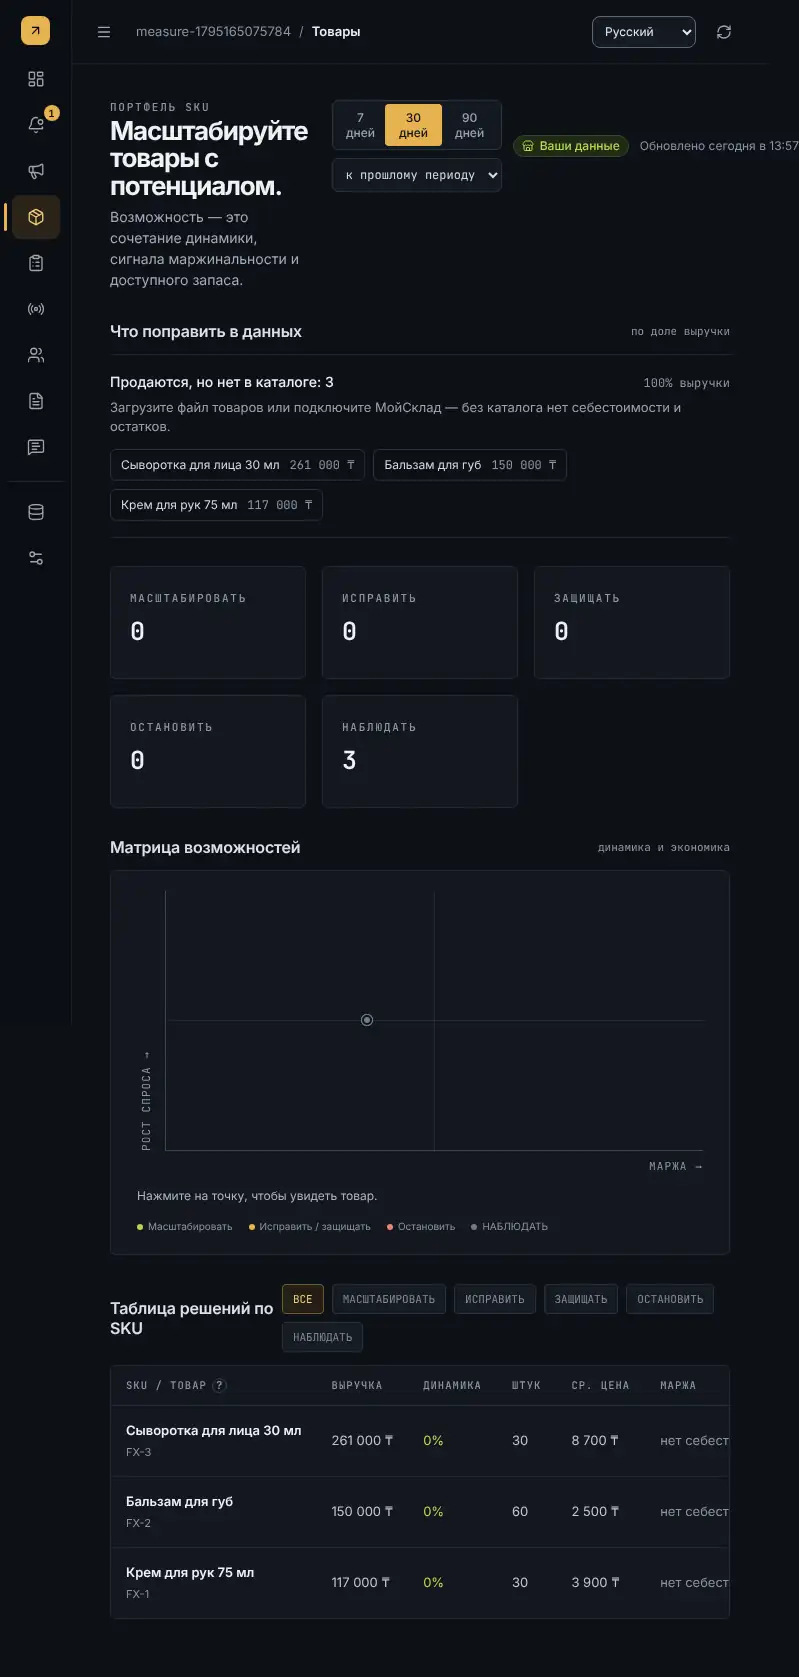 measure-1795165075784 / Товары
Русский
1
ПОРТФЕЛЬ SKU
Масштабируйте
товары с
потенциалом.
Возможность — это
сочетание динамики,
сигнала маржинальности и
доступного запаса.
7 дней
30 дней
90 дней
к прошлому периоду
Ваши данные
Обновлено сегодня в 13:57
Что поправить в данных
по доле выручки
Продаются, но нет в каталоге: 3
100% выручки
Загрузите файл товаров или подключите МойСклад — без каталога нет себестоимости и
остатков.
Сыворотка для лица 30 мл 261 000 ₸
Бальзам для губ 150 000 ₸
Крем для рук 75 мл 117 000 ₸
МАСШТАБИРОВАТЬ
0
ИСПРАВИТЬ
0
ЗАЩИЩАТЬ
0
ОСТАНОВИТЬ
0
НАБЛЮДАТЬ
3
Матрица возможностей
динамика и экономика
РОСТ СПРОСА →
МАРЖА →
Нажмите на точку, чтобы увидеть товар.
Масштабировать
Исправить / защищать
Остановить
НАБЛЮДАТЬ
Таблица решений по
SKU
ВСЕ
МАСШТАБИРОВАТЬ
ИСПРАВИТЬ
ЗАЩИЩАТЬ
ОСТАНОВИТЬ
НАБЛЮДАТЬ
SKU / ТОВАР ? ВЫРУЧКА ДИНАМИКА ШТУК СР. ЦЕНА МАРЖА
Сыворотка для лица 30 мл
FX-3
261 000 ₸ 0% 30 8 700 ₸ нет себест
Бальзам для губ
FX-2
150 000 ₸ 0% 60 2 500 ₸ нет себест
Крем для рук 75 мл
FX-1
117 000 ₸ 0% 30 3 900 ₸ нет себест